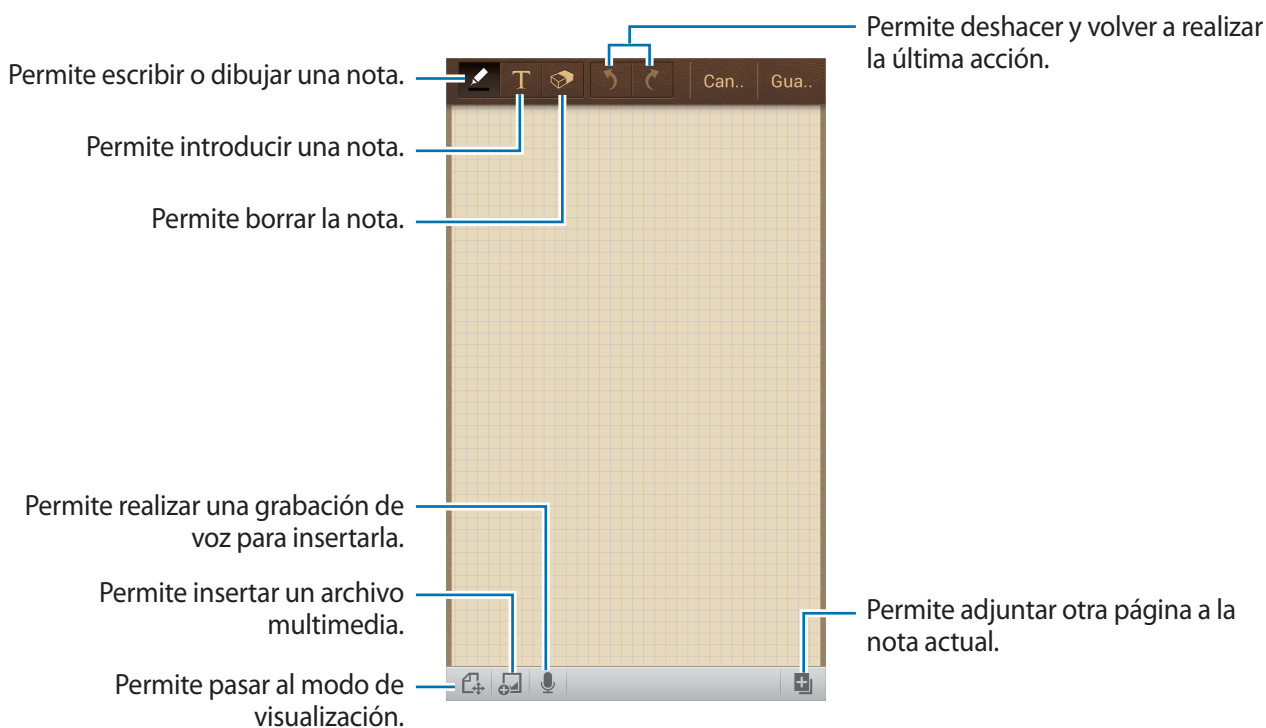 Permite deshacer y volver a realizar
la última acción.
Permite escribir o dibujar una nota.
T
Can..
Gua..
Permite introducir una nota.
Permite borrar la nota.
Permite realizar una grabación de
voz para insertarla.
Permite insertar un archivo
multimedia.
Permite adjuntar otra página a la
nota actual.
Permite pasar al modo de
visualización.